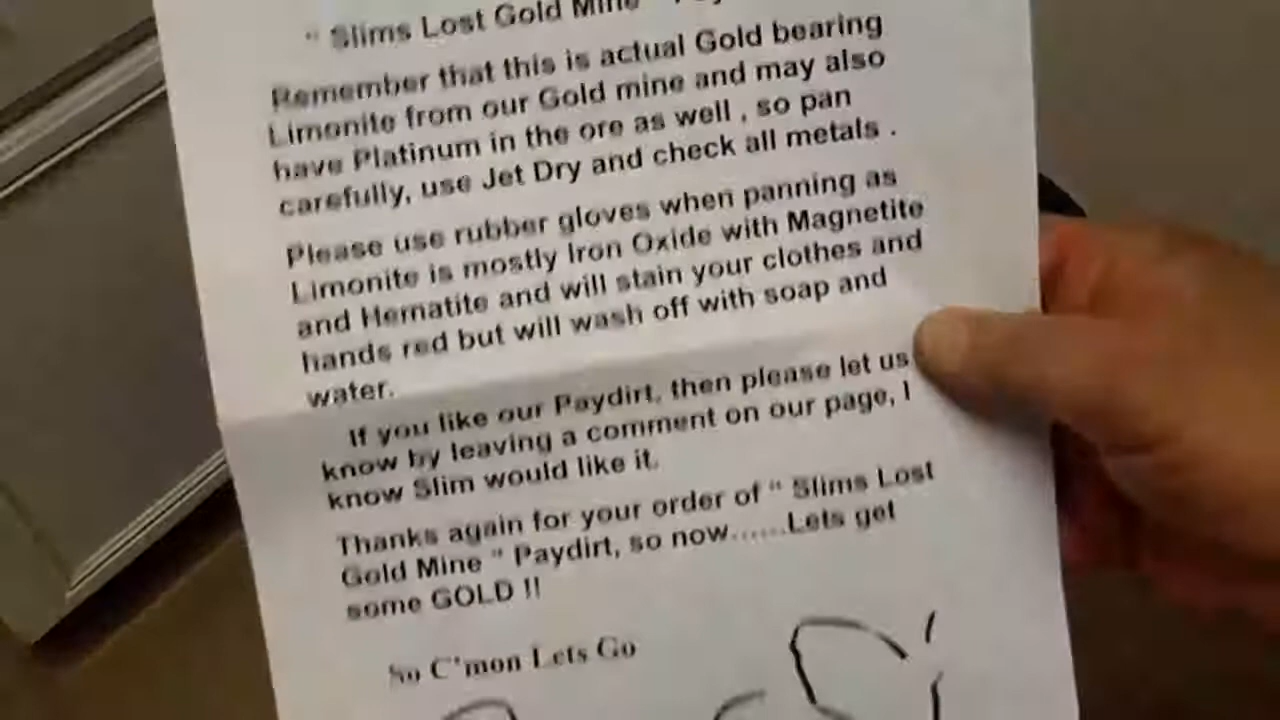 " Slims Lost Gold Mine "
Remember that this is actual Gold bearing
Limonite from our Gold mine and may also
have Platinum in the ore as well , so pan
carefully, use Jet Dry and check all metals .
Please use rubber gloves when panning as
Limonite is mostly Iron Oxide with Magnetite
and Hematite and will stain your clothes and
hands red but will wash off with soap and
water.
If you like our Paydirt, then please let us
know by leaving a comment on our page, I
know Slim would like it.
Thanks again for your order of " Slims Lost
Gold Mine " Paydirt, so now......Lets get
some GOLD !!
So C'mon Lets Go